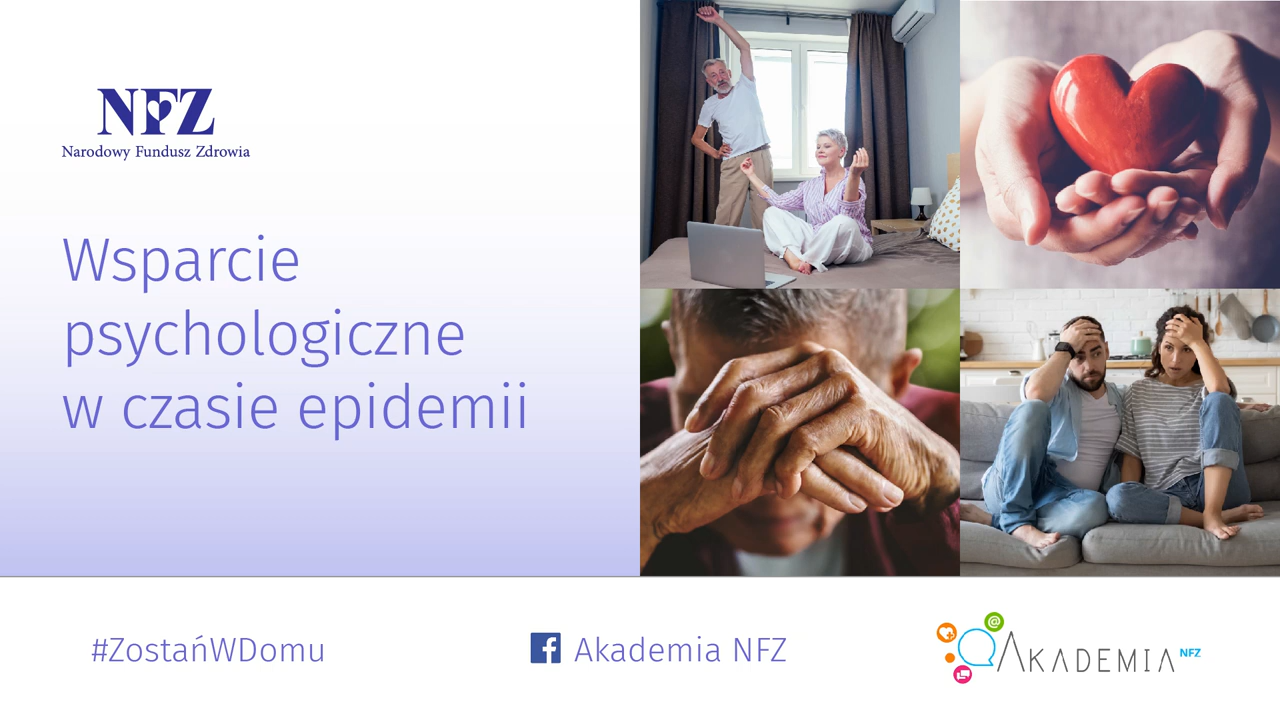 NFZ
Narodowy Fundusz Zdrowia
Wsparcie
psychologiczne
w czasie epidemii
#ZostańWDomu
Akademia NFZ
@
AKADEMIA NFZ